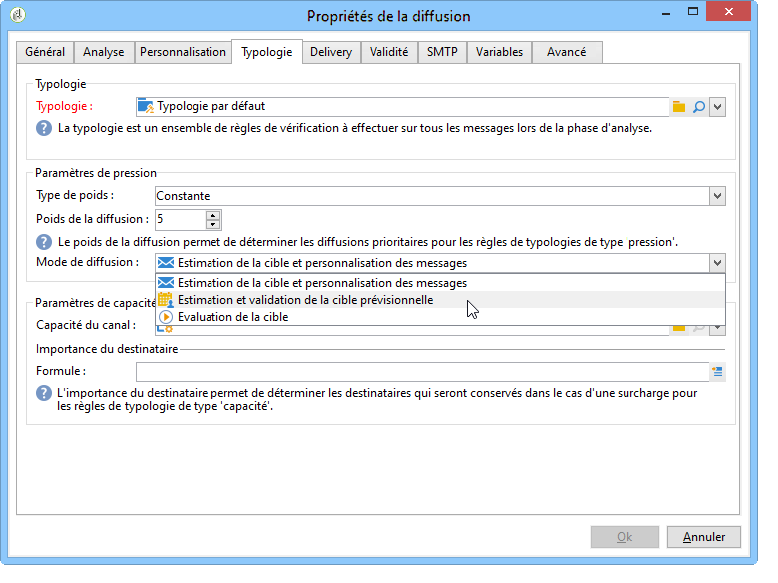 Propriétés de la diffusion
Général Analyse Personnalisation Typologie Delivery Validité SMTP Variables Avancé
Typologie
Typologie : Typologie par défaut
? La typologie est un ensemble de règles de vérification à effectuer sur tous les messages lors de la phase d'analyse.
Paramètres de pression
Type de poids : Constante
Poids de la diffusion : 5
? Le poids de la diffusion permet de déterminer les diffusions prioritaires pour les règles de typologies de type pression'.
Mode de diffusion : Estimation de la cible et personnalisation des messages
Estimation de la cible et personnalisation des messages
Estimation et validation de la cible prévisionnelle
Paramètres de capacité
Evaluation de la cible
Capacité du canal :
Importance du destinataire
Formule :
? L'importance du destinataire permet de déterminer les destinataires qui seront conservés dans le cas d'une surcharge pour
les règles de typologie de type 'capacité'.
Ok Annuler